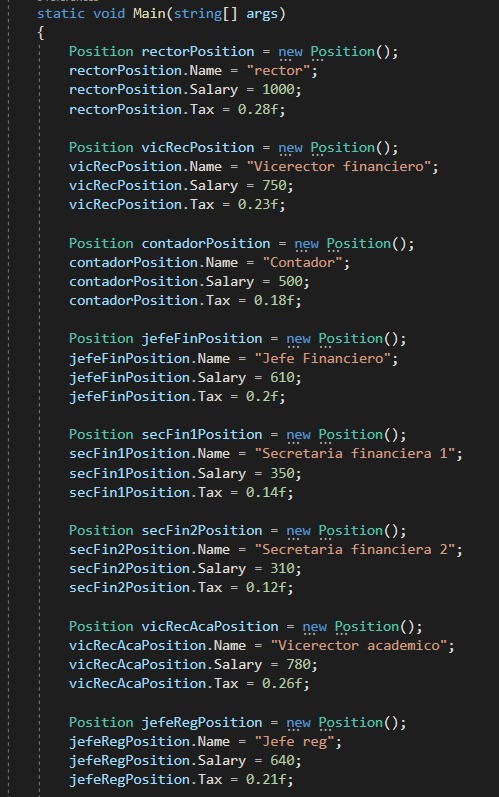 static void Main(string[] args)
{
Position rectorPosition = new Position();
rectorPosition.Name = "rector";
rectorPosition.Salary = 1000;
rectorPosition.Tax = 0.28f;
Position vicRecPosition = new Position();
vicRecPosition.Name = "Vicerector financiero";
vicRecPosition.Salary = 750;
vicRecPosition.Tax = 0.23f;
Position contadorPosition = new Position();
contadorPosition.Name = "Contador";
contadorPosition.Salary = 500;
contadorPosition.Tax = 0.18f;
Position jefeFinPosition = new Position();
jefeFinPosition.Name = "Jefe Financiero";
jefeFinPosition.Salary = 610;
jefeFinPosition.Tax = 0.2f;
Position secFin1Position = new Position();
secFin1Position.Name = "Secretaria financiera 1";
secFin1Position.Salary = 350;
secFin1Position.Tax = 0.14f;
Position secFin2Position = new Position();
secFin2Position.Name = "Secretaria financiera 2";
secFin2Position.Salary = 310;
secFin2Position.Tax = 0.12f;
Position vicRecAcaPosition = new Position();
vicRecAcaPosition.Name = "Vicerector academico";
vicRecAcaPosition.Salary = 780;
vicRecAcaPosition.Tax = 0.26f;
Position jefeRegPosition = new Position();
jefeRegPosition.Name = "Jefe reg";
jefeRegPosition.Salary = 640;
jefeRegPosition.Tax = 0.21f;